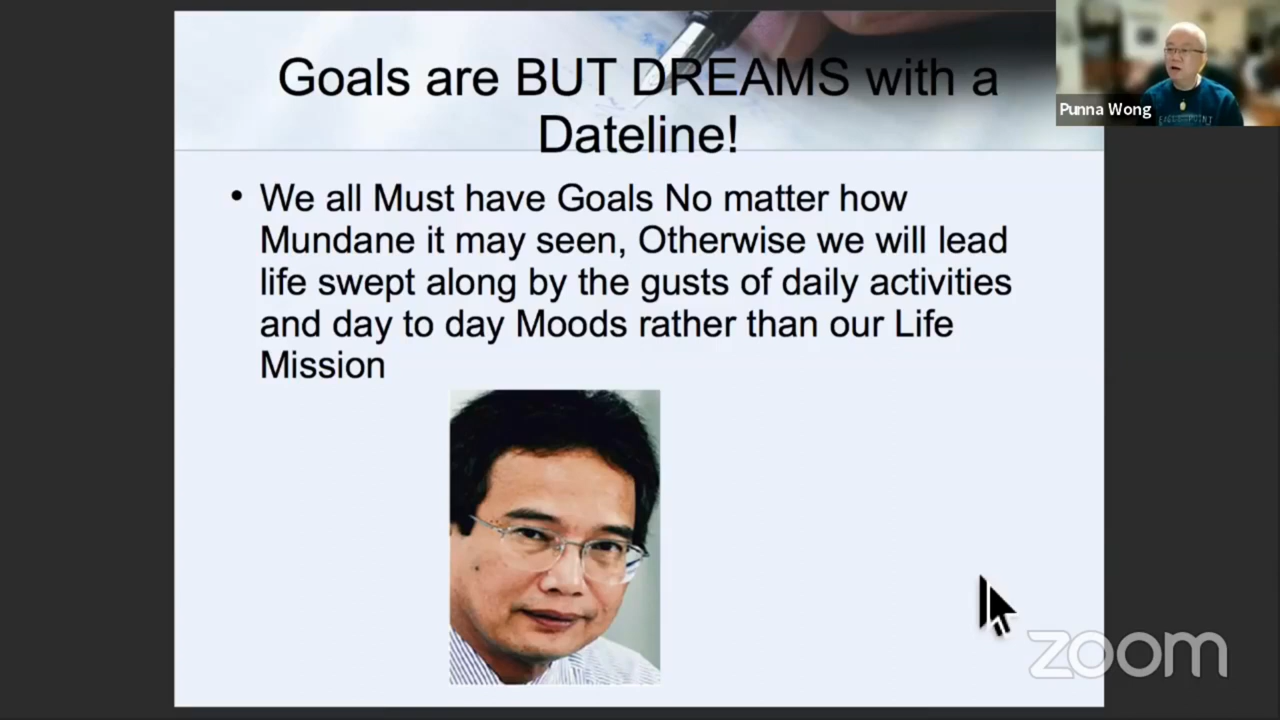 Goals are BUT DREAMS with a
Dateline!
• We all Must have Goals No matter how
Mundane it may seen, Otherwise we will lead
life swept along by the gusts of daily activities
and day to day Moods rather than our Life
Mission
Punna Wong
zoom